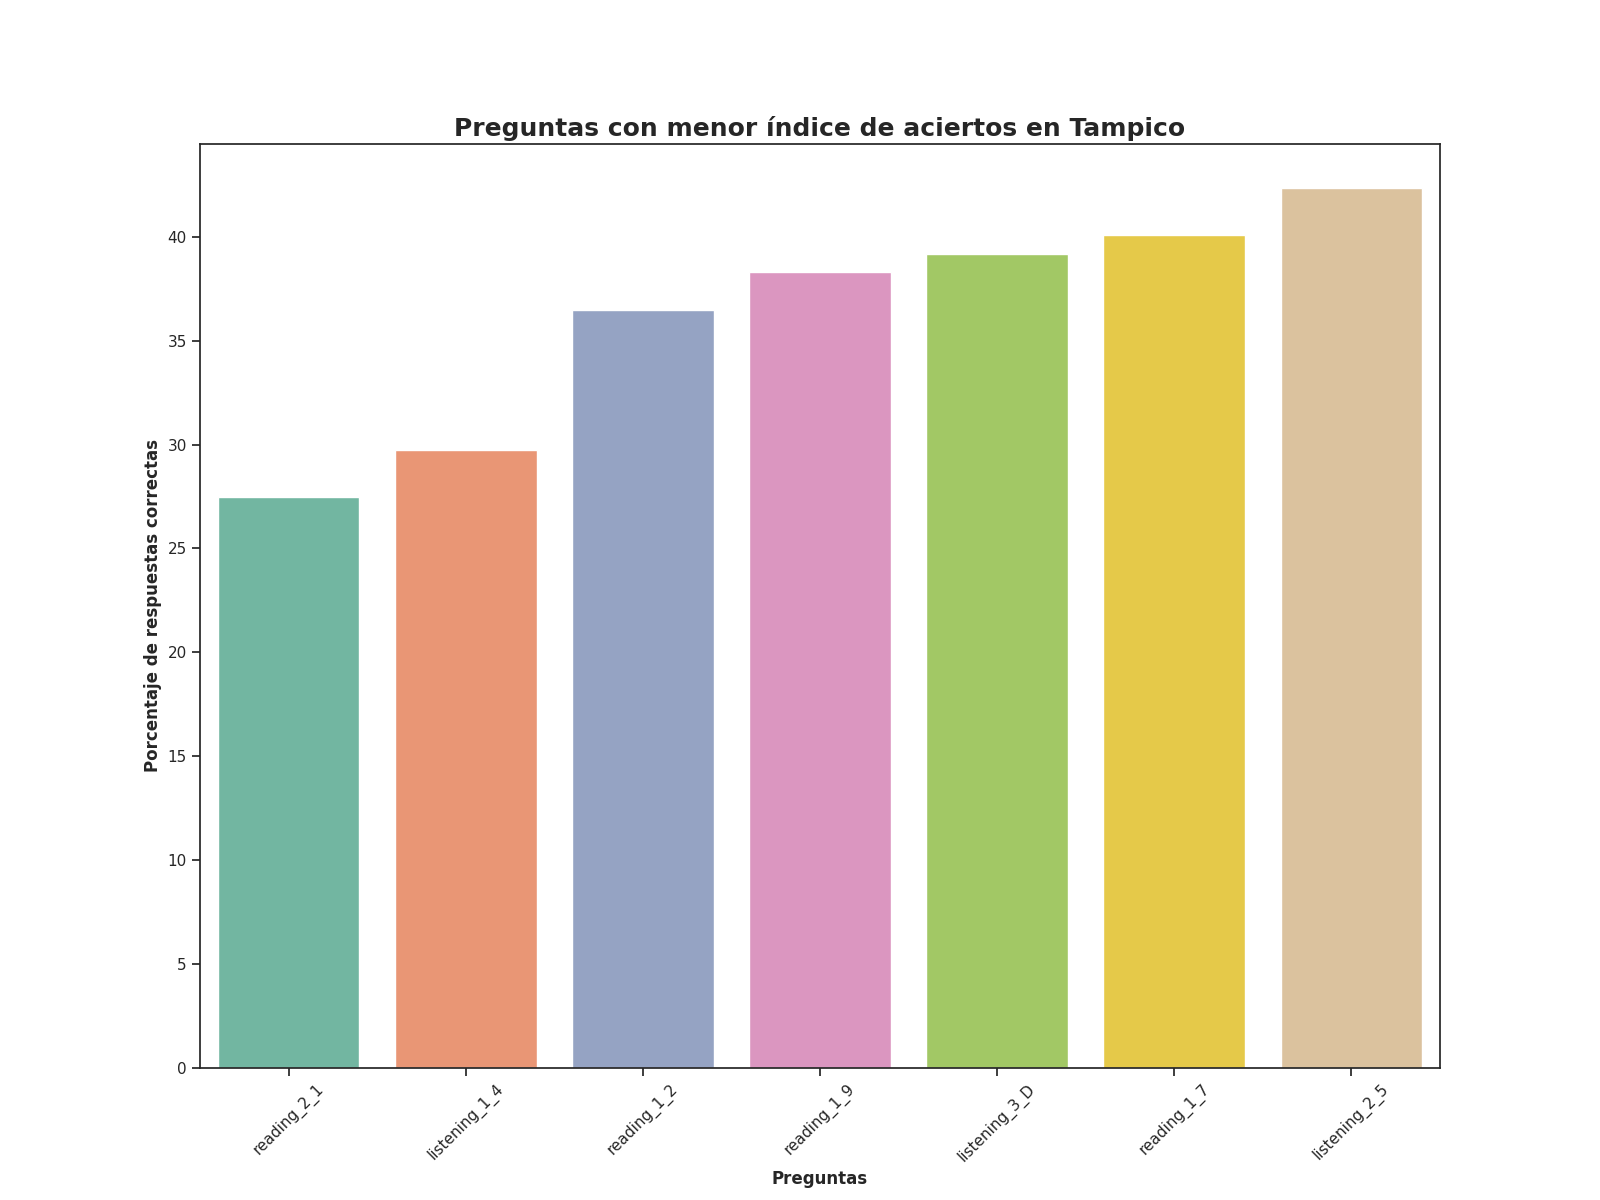 Preguntas con menor índice de aciertos en Tampico
Porcentaje de respuestas correctas
40
35
30
25
20
15
10
5
0
reading_2_1
listening_1_4
reading_1_2
reading_1_9
listening_3_D
reading_1_7
listening_2_5
Preguntas